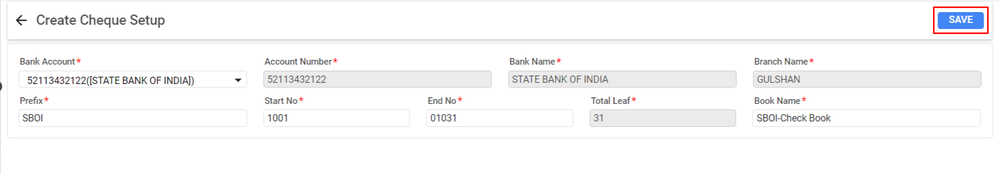 Create Cheque Setup
SAVE
Bank Account*
Account Number*
Bank Name*
Branch Name*
52113432122([STATE BANK OF INDIA])
52113432122
STATE BANK OF INDIA
GULSHAN
Prefix*
Start No*
End No*
Total Leaf*
Book Name*
SBOI
1001
01031
31
SBOI-Check Book